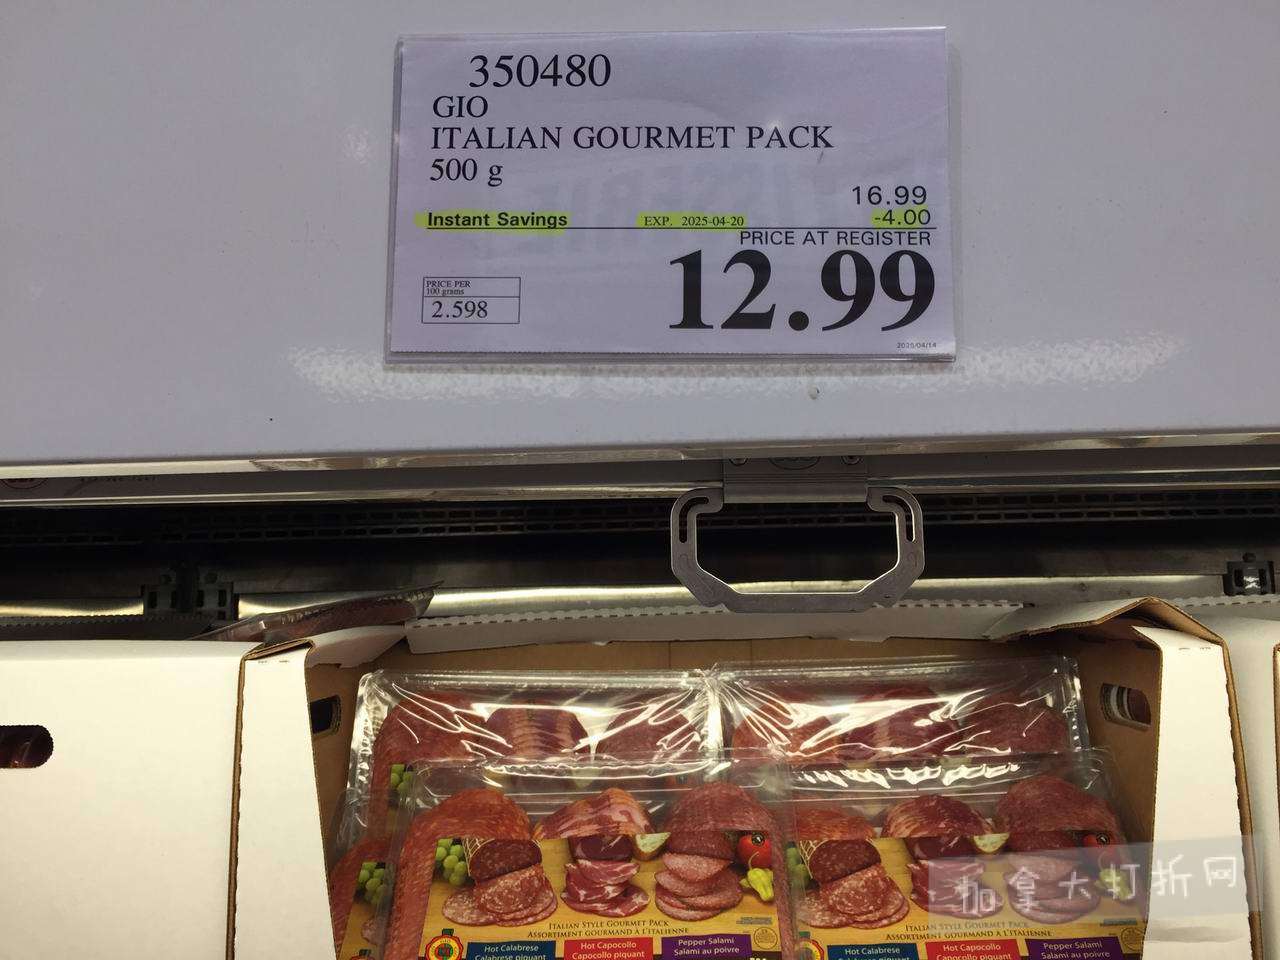 350480
GIO
ITALIAN GOURMET PACK
500 g
16.99
Instant Savings EXP. 2025-04-20 -4.00
PRICE AT REGISTER
12.99
PRICE PER
100 grams
2.598
2025/04/14
ITALIAN STYLE GOURMET PACK
ASSORTIMENT GOURMAND À L'ITALIENNE
Hot Calabrese
Calabrese piquant
Hot Capocollo
Capocollo piquant
Pepper Salami
Salami au poivre
ITALIAN STYLE GOURMET PACK
ASSORTIMENT GOURMAND À L'ITALIENNE
Hot Calabrese
Calabrese piquant
Hot Capocollo
Capocollo piquant
Pepper Salami
Salami au poivre
加拿大打折网